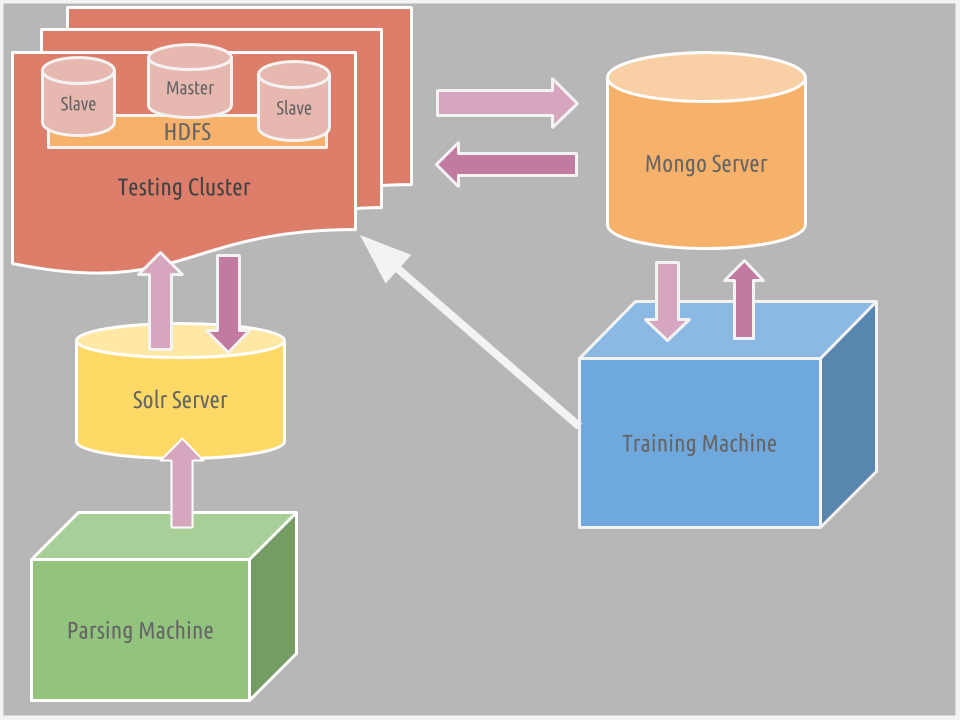 Master
Slave
Slave
HDFS
Testing Cluster
Mongo Server
Solr Server
Training Machine
Parsing Machine